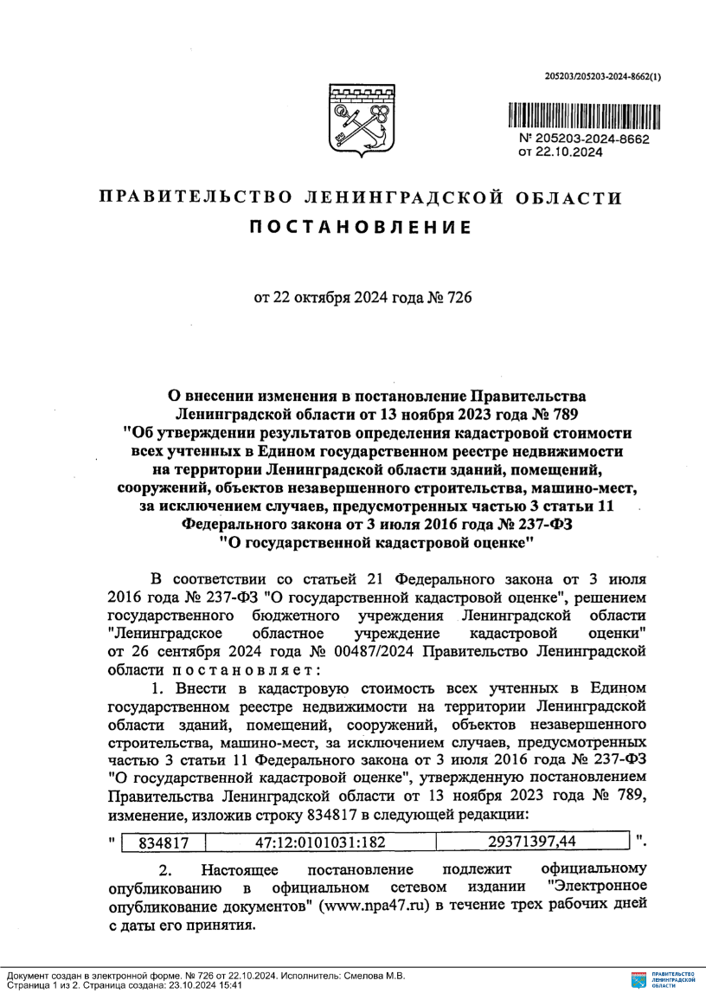 205203/205203-2024-8662(1)
№ 205203-2024-8662
от 22.10.2024
ПРАВИТЕЛЬСТВО ЛЕНИНГРАДСКОЙ ОБЛАСТИ
ПОСТАНОВЛЕНИЕ
от 22 октября 2024 года № 726
О внесении изменения в постановление Правительства
Ленинградской области от 13 ноября 2023 года № 789
"Об утверждении результатов определения кадастровой стоимости
всех учтенных в Едином государственном реестре недвижимости
на территории Ленинградской области зданий, помещений,
сооружений, объектов незавершенного строительства, машино-мест,
за исключением случаев, предусмотренных частью 3 статьи 11
Федерального закона от 3 июля 2016 года № 237-ФЗ
"О государственной кадастровой оценке"
В соответствии со статьей 21 Федерального закона от 3 июля
2016 года № 237-ФЗ "О государственной кадастровой оценке", решением
государственного бюджетного учреждения Ленинградской области
"Ленинградское областное учреждение кадастровой оценки"
от 26 сентября 2024 года № 00487/2024 Правительство Ленинградской
области п о с т а н о в л я е т :
1. Внести в кадастровую стоимость всех учтенных в Едином
государственном реестре недвижимости на территории Ленинградской
области зданий, помещений, сооружений, объектов незавершенного
строительства, машино-мест, за исключением случаев, предусмотренных
частью 3 статьи 11 Федерального закона от 3 июля 2016 года № 237-ФЗ
"О государственной кадастровой оценке", утвержденную постановлением
Правительства Ленинградской области от 13 ноября 2023 года № 789,
изменение, изложив строку 834817 в следующей редакции:
" 834817 47:12:0101031:182 29371397,44 ".
2. Настоящее постановление подлежит официальному
опубликованию в официальном сетевом издании "Электронное
опубликование документов" (www.npa47.ru) в течение трех рабочих дней
с даты его принятия.
Документ создан в электронной форме. № 726 от 22.10.2024. Исполнитель: Смелова М.В.
Страница 1 из 2. Страница создана: 23.10.2024 15:41
ПРАВИТЕЛЬСТВО
ЛЕНИНГРАДСКОЙ
ОБЛАСТИ